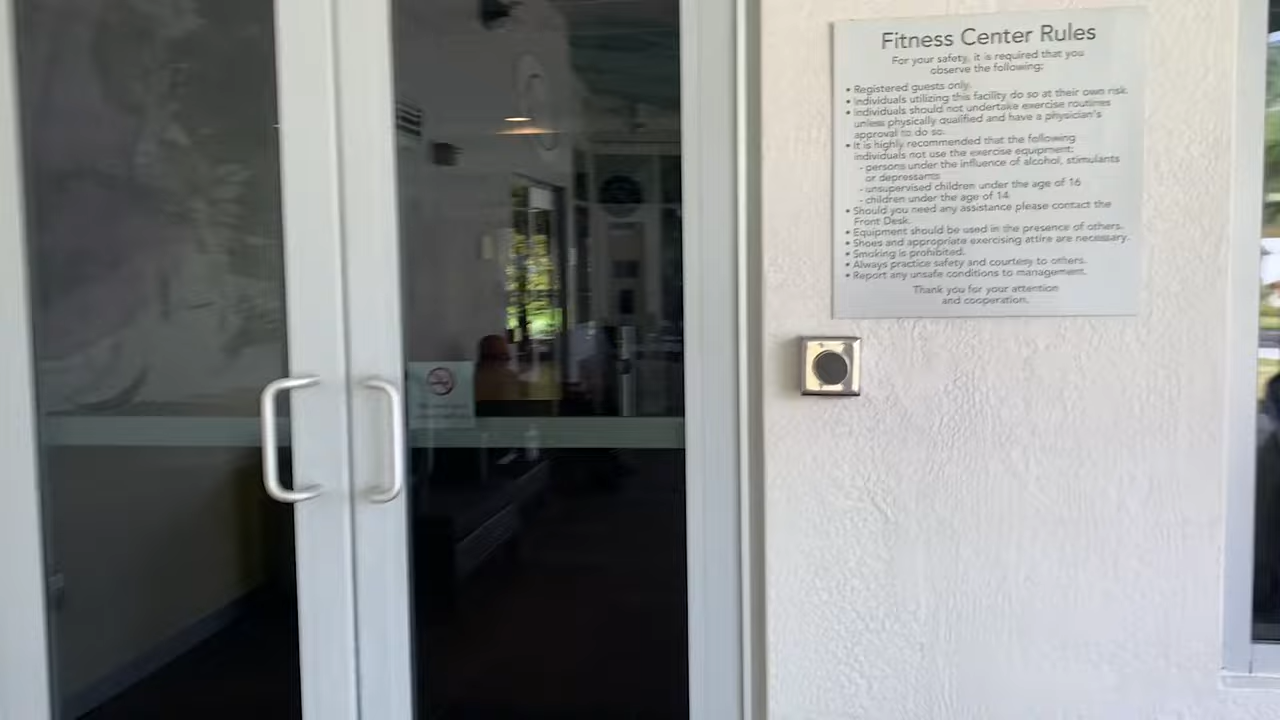 Fitness Center Rules
For your safety, it is required that you
observe the following:
• Registered guests only.
• Individuals utilizing this facility do so at their own risk.
• Individuals should not undertake exercise routines
unless physically qualified and have a physician's
approval to do so.
• It is highly recommended that the following
individuals not use the exercise equipment:
- persons under the influence of alcohol, stimulants
or depressants
- unsupervised children under the age of 16
- children under the age of 14
• Should you need any assistance please contact the
Front Desk.
• Equipment should be used in the presence of others.
• Shoes and appropriate exercising attire are necessary.
• Smoking is prohibited.
• Always practice safety and courtesy to others.
• Report any unsafe conditions to management.
Thank you for your attention
and cooperation.